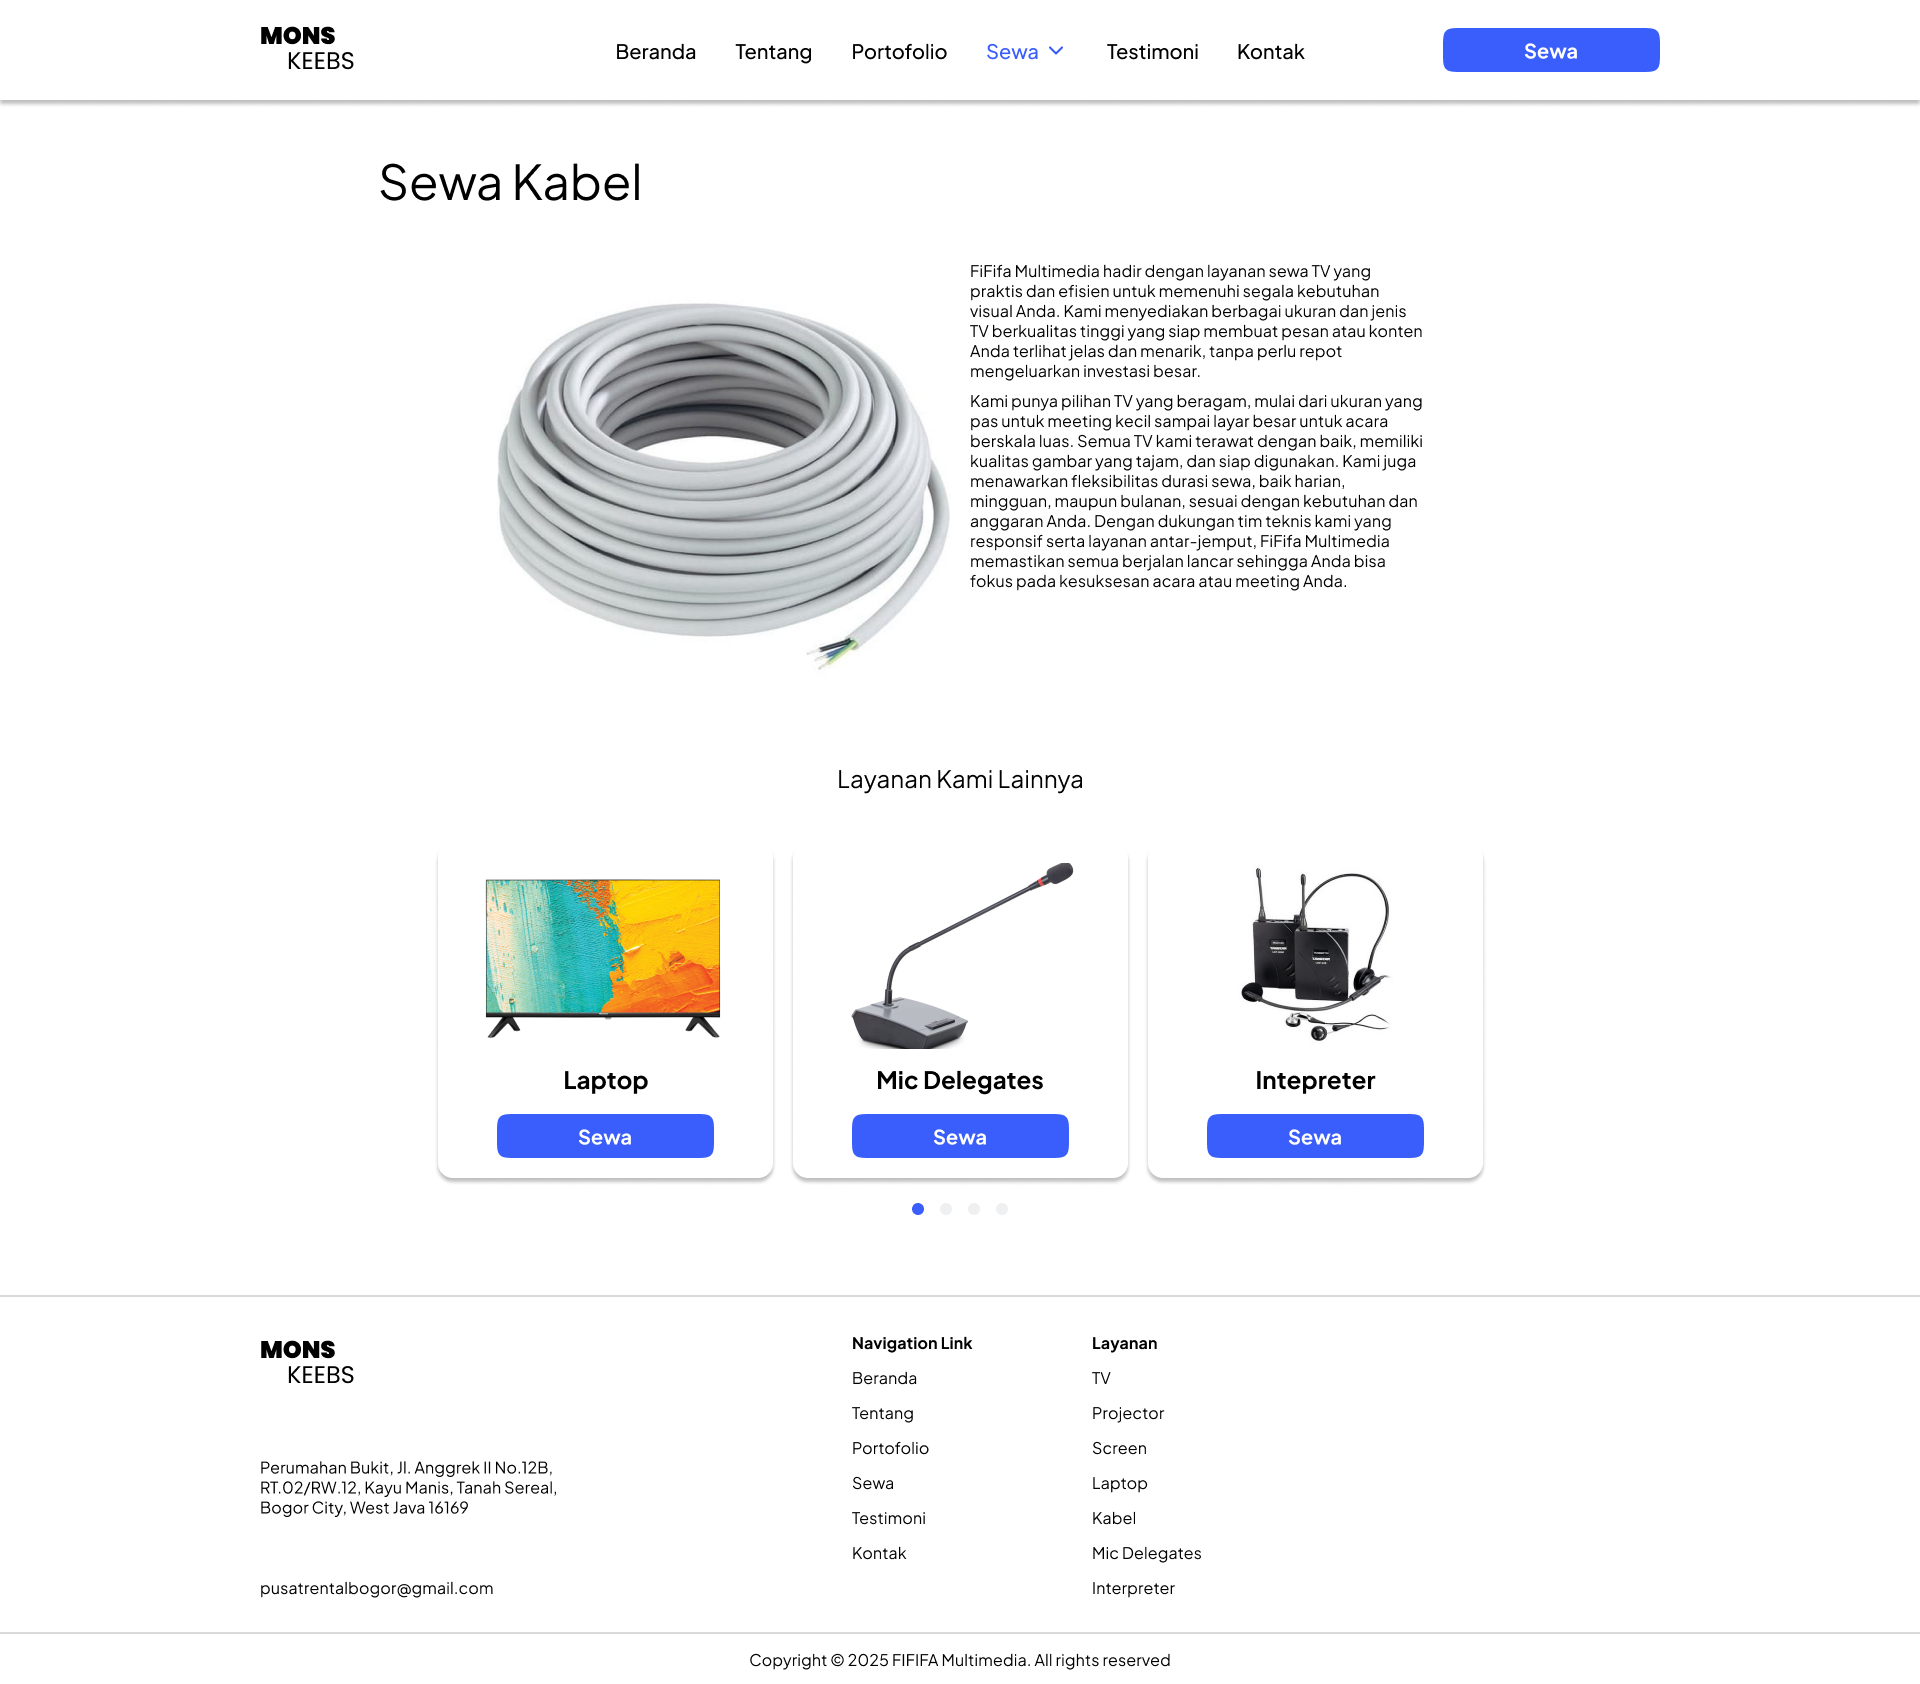 MONS
KEEBS
Beranda Tentang Portofolio Sewa Testimoni Kontak
Sewa
Sewa Kabel
FiFifa Multimedia hadir dengan layanan sewa TV yang
praktis dan efisien untuk memenuhi segala kebutuhan
visual Anda. Kami menyediakan berbagai ukuran dan jenis
TV berkualitas tinggi yang siap membuat pesan atau konten
Anda terlihat jelas dan menarik, tanpa perlu repot
mengeluarkan investasi besar.
Kami punya pilihan TV yang beragam, mulai dari ukuran yang
pas untuk meeting kecil sampai layar besar untuk acara
berskala luas. Semua TV kami terawat dengan baik, memiliki
kualitas gambar yang tajam, dan siap digunakan. Kami juga
menawarkan fleksibilitas durasi sewa, baik harian,
mingguan, maupun bulanan, sesuai dengan kebutuhan dan
anggaran Anda. Dengan dukungan tim teknis kami yang
responsif serta layanan antar-jemput, FiFifa Multimedia
memastikan semua berjalan lancar sehingga Anda bisa
fokus pada kesuksesan acara atau meeting Anda.
Layanan Kami Lainnya
Laptop
Sewa
Mic Delegates
Sewa
Intepreter
Sewa
MONS
KEEBS
Perumahan Bukit, Jl. Anggrek II No.12B,
RT.02/RW.12, Kayu Manis, Tanah Sereal,
Bogor City, West Java 16169
pusatrentalbogor@gmail.com
Navigation Link
Beranda
Tentang
Portofolio
Sewa
Testimoni
Kontak
Layanan
TV
Projector
Screen
Laptop
Kabel
Mic Delegates
Interpreter
Copyright © 2025 FIFIFA Multimedia. All rights reserved